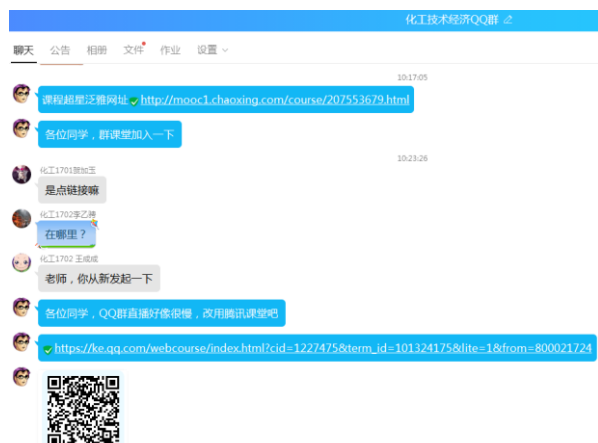 化工技术经济QQ群
聊天 公告 相册 文件 作业 设置
10:17:05
课程超星泛雅网址 http://mooc1.chaoxing.com/course/207553679.html
各位同学，群课堂加入一下
10:23:26
化工1701贺加玉
是点链接嘛
化工1702李乙特
在哪里？
化工1702 王成成
老师，你从新发起一下
各位同学，QQ群直播好像很慢，改用腾讯课堂吧
https://ke.qq.com/webcourse/index.html?cid=1227475&term_id=101324175&lite=1&from=800021724